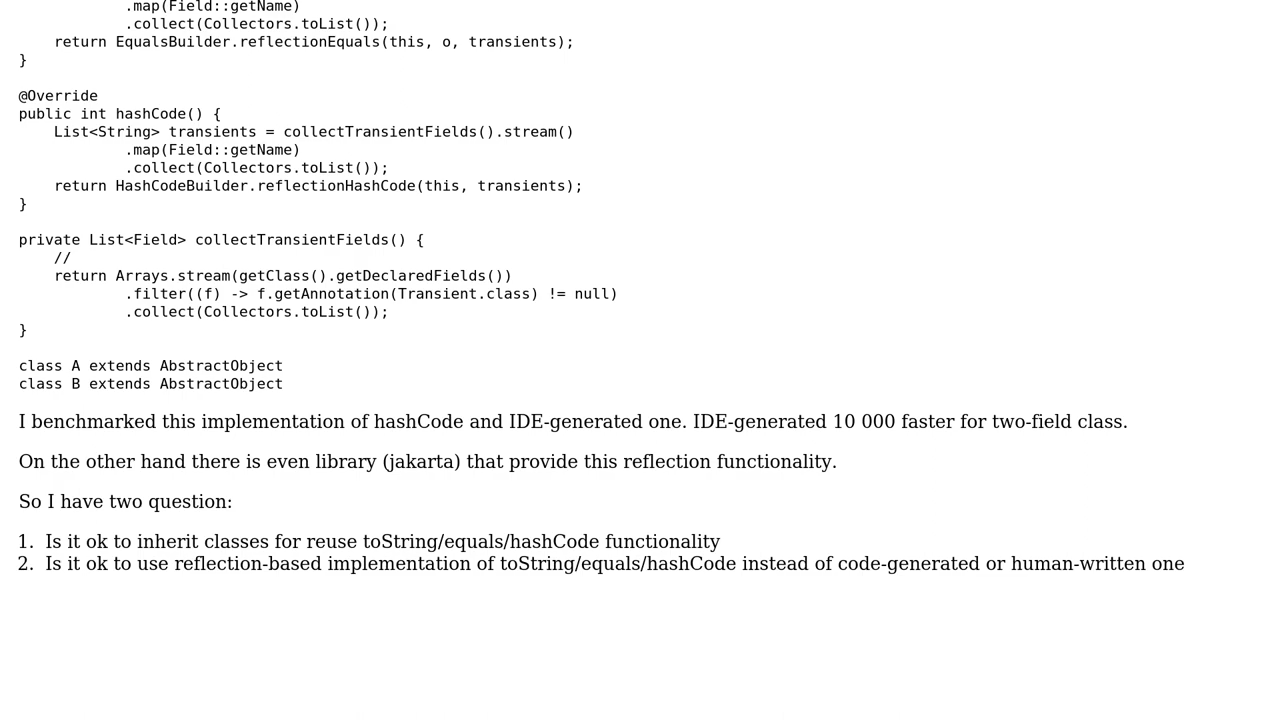 .map(Field::getName)
.collect(Collectors.toList());
return EqualsBuilder.reflectionEquals(this, o, transients);
}
@Override
public int hashCode() {
List<String> transients = collectTransientFields().stream()
.map(Field::getName)
.collect(Collectors.toList());
return HashCodeBuilder.reflectionHashCode(this, transients);
}
private List<Field> collectTransientFields() {
//
return Arrays.stream(getClass().getDeclaredFields())
.filter((f) -> f.getAnnotation(Transient.class) != null)
.collect(Collectors.toList());
}
class A extends AbstractObject
class B extends AbstractObject
I benchmarked this implementation of hashCode and IDE-generated one. IDE-generated 10 000 faster for two-field class.
On the other hand there is even library (jakarta) that provide this reflection functionality.
So I have two question:
1. Is it ok to inherit classes for reuse toString/equals/hashCode functionality
2. Is it ok to use reflection-based implementation of toString/equals/hashCode instead of code-generated or human-written one